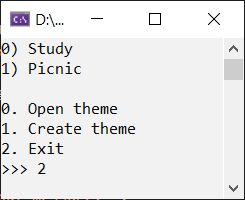 D:\...
0) Study
1) Picnic
0. Open theme
1. Create theme
2. Exit
>>> 2